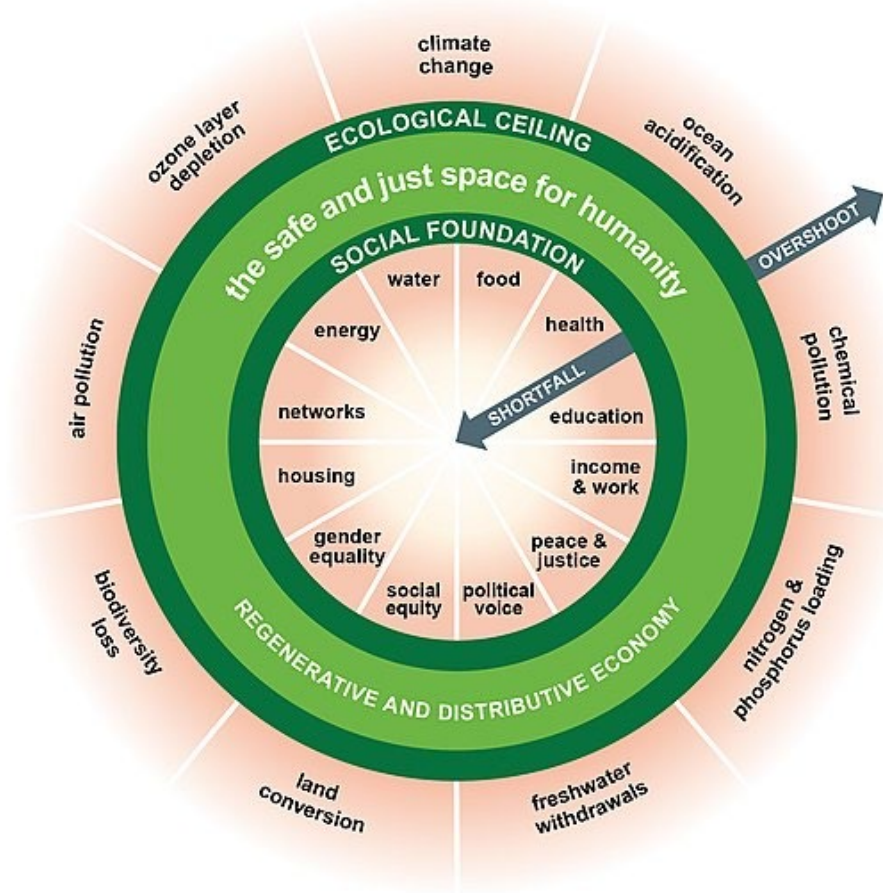 climate
change
ocean
acidification
chemical
pollution
nitrogen &
phosphorus loading
freshwater
withdrawals
land
conversion
biodiversity
loss
air pollution
ozone layer
depletion
ECOLOGICAL CEILING
OVERSHOOT
the safe and just space for humanity
SOCIAL FOUNDATION
water
food
health
SHORTFALL
education
income
& work
peace &
justice
political
voice
social
equity
gender
equality
housing
networks
energy
REGENERATIVE AND DISTRIBUTIVE ECONOMY